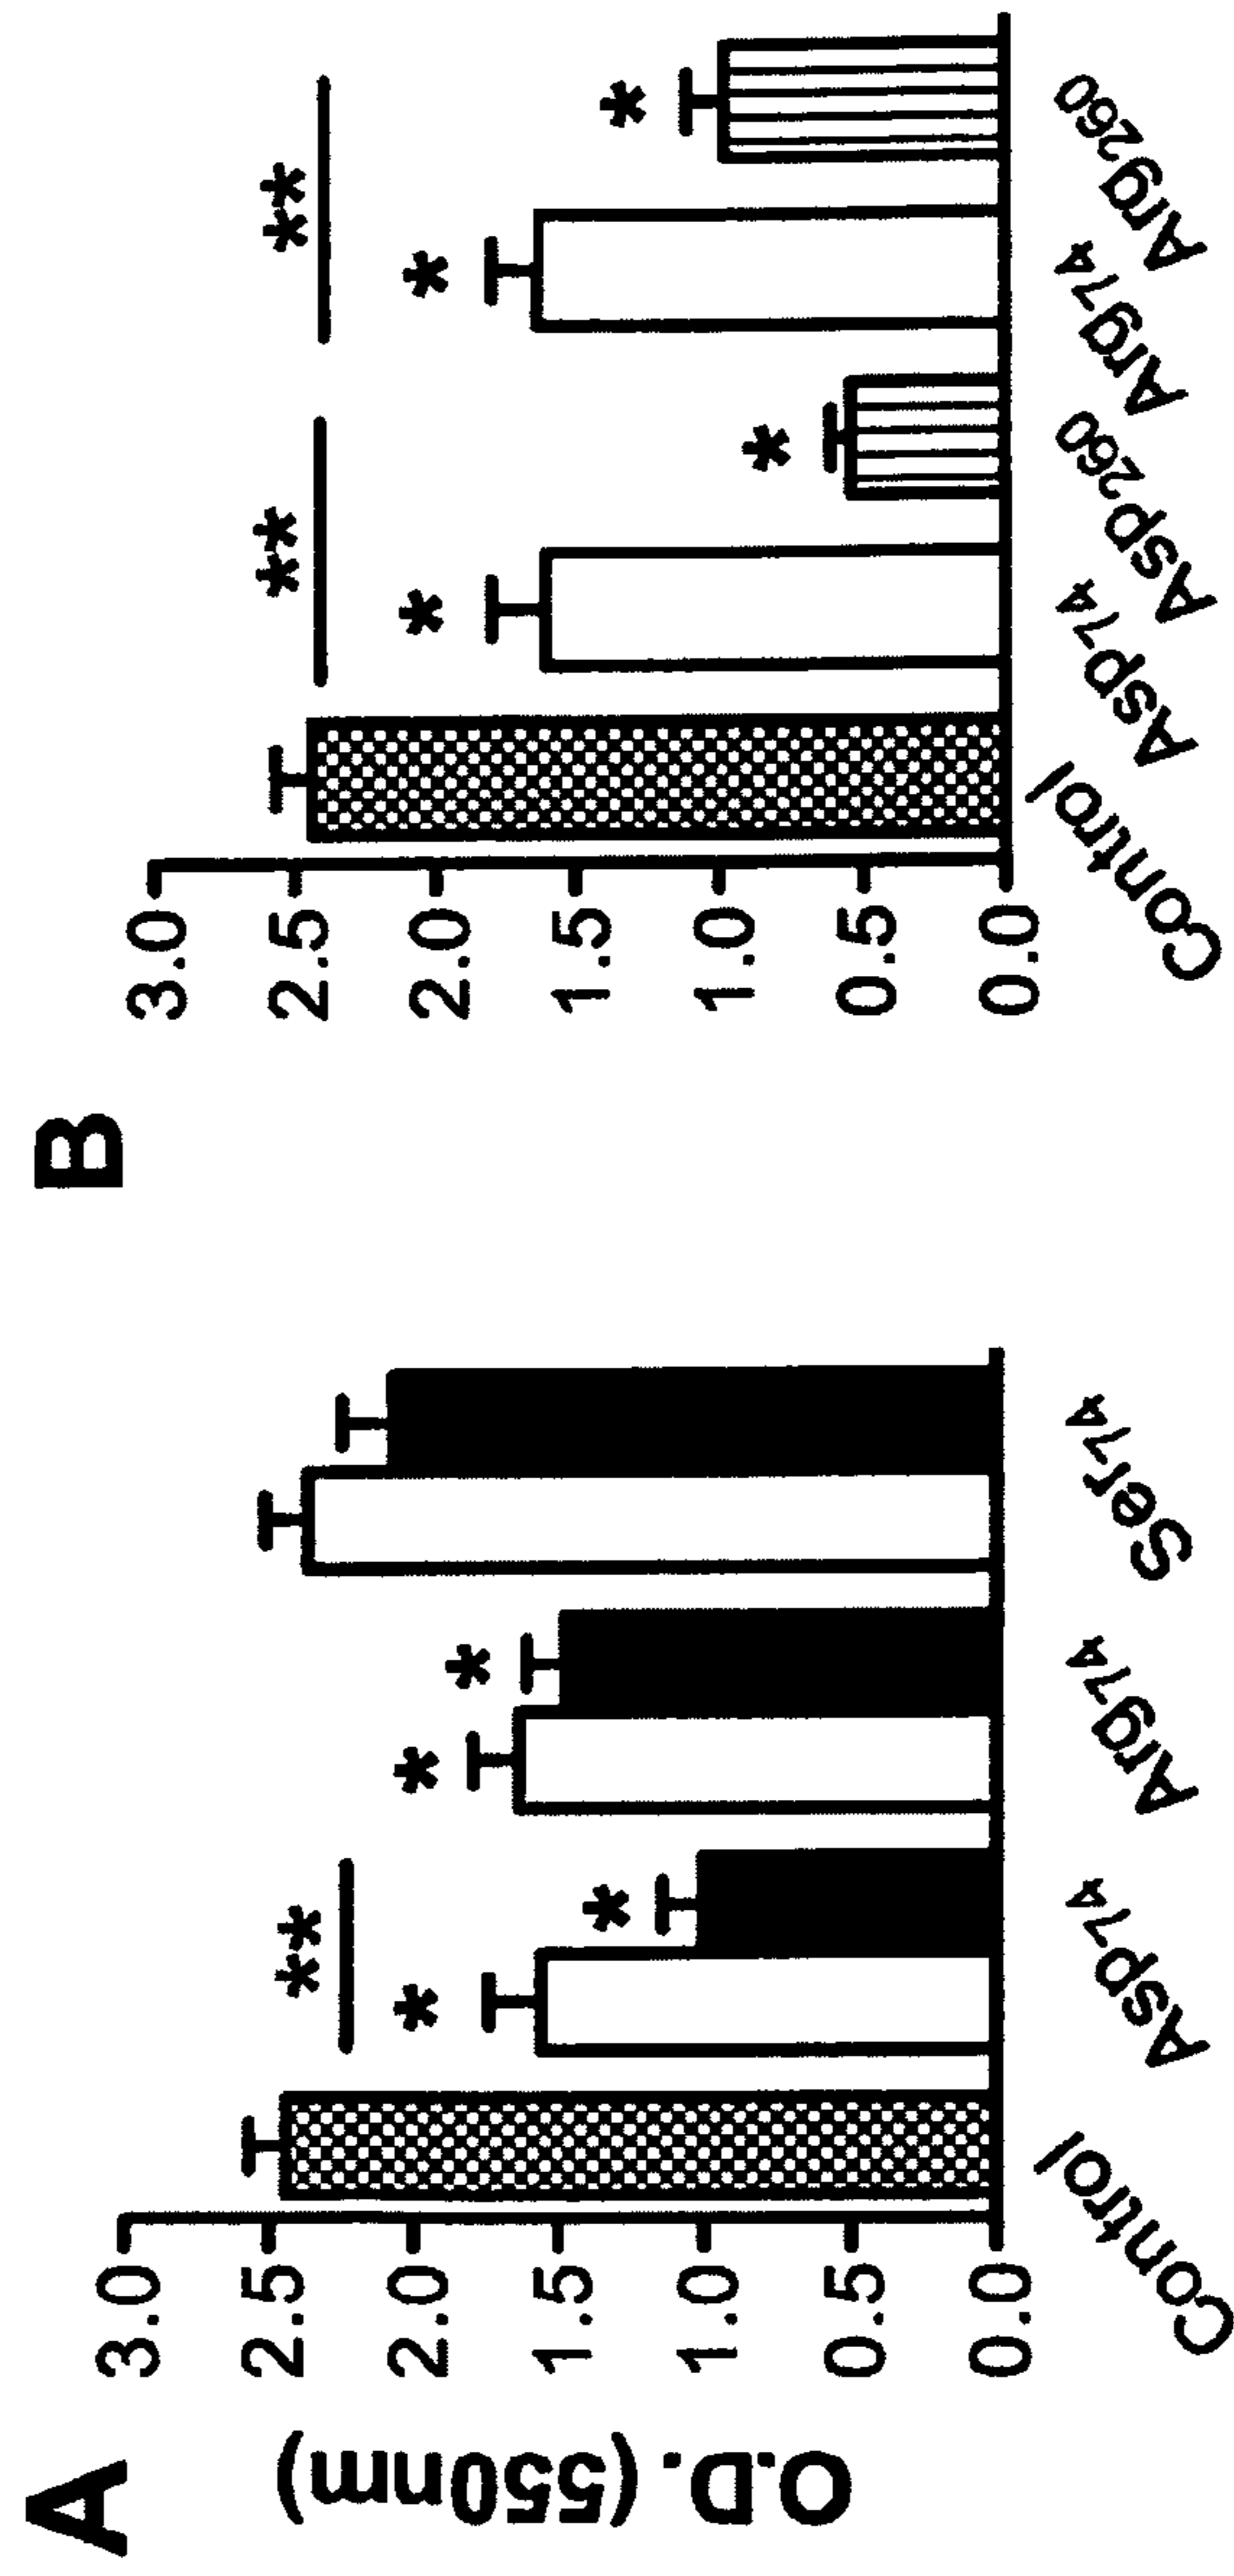 A
O.D. (550nm)
3.0
2.5
2.0
1.5
1.0
0.5
0.0
**
*
*
*
*
Control
Asp74
Arg74
Ser74
B
3.0
2.5
2.0
1.5
1.0
0.5
0.0
**
**
*
*
*
*
Control
Asp74
Asp260
Arg74
Arg260